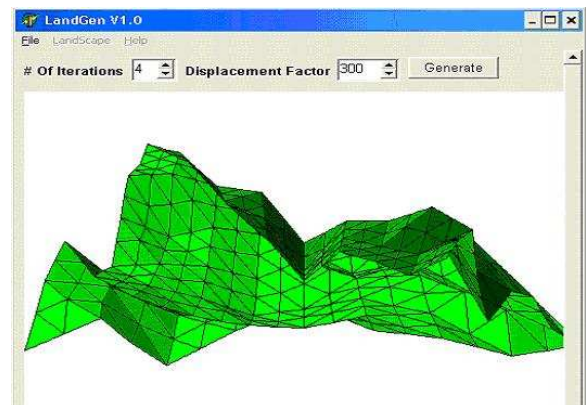 LandGen V1.0
File LandScape Help
# Of Iterations 4 Displacement Factor 300 Generate